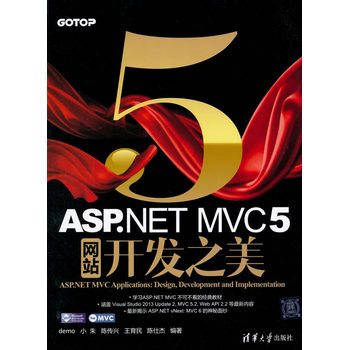 GOTOP
5
ASP.NET MVC 5
网站
开发之美
ASP.NET MVC Applications: Design, Development and Implementation
• 学习ASP.NET MVC 不可不看的经典教材
• 涵盖 Visual Studio 2013 Update 2, MVC 5.2, Web API 2.2 等最新内容
• 最新揭示 ASP.NET vNext: MVC 6 的神秘面纱
MVC
demo 小朱 陈传兴 王育民 陈仕杰 编著
清华大学出版社